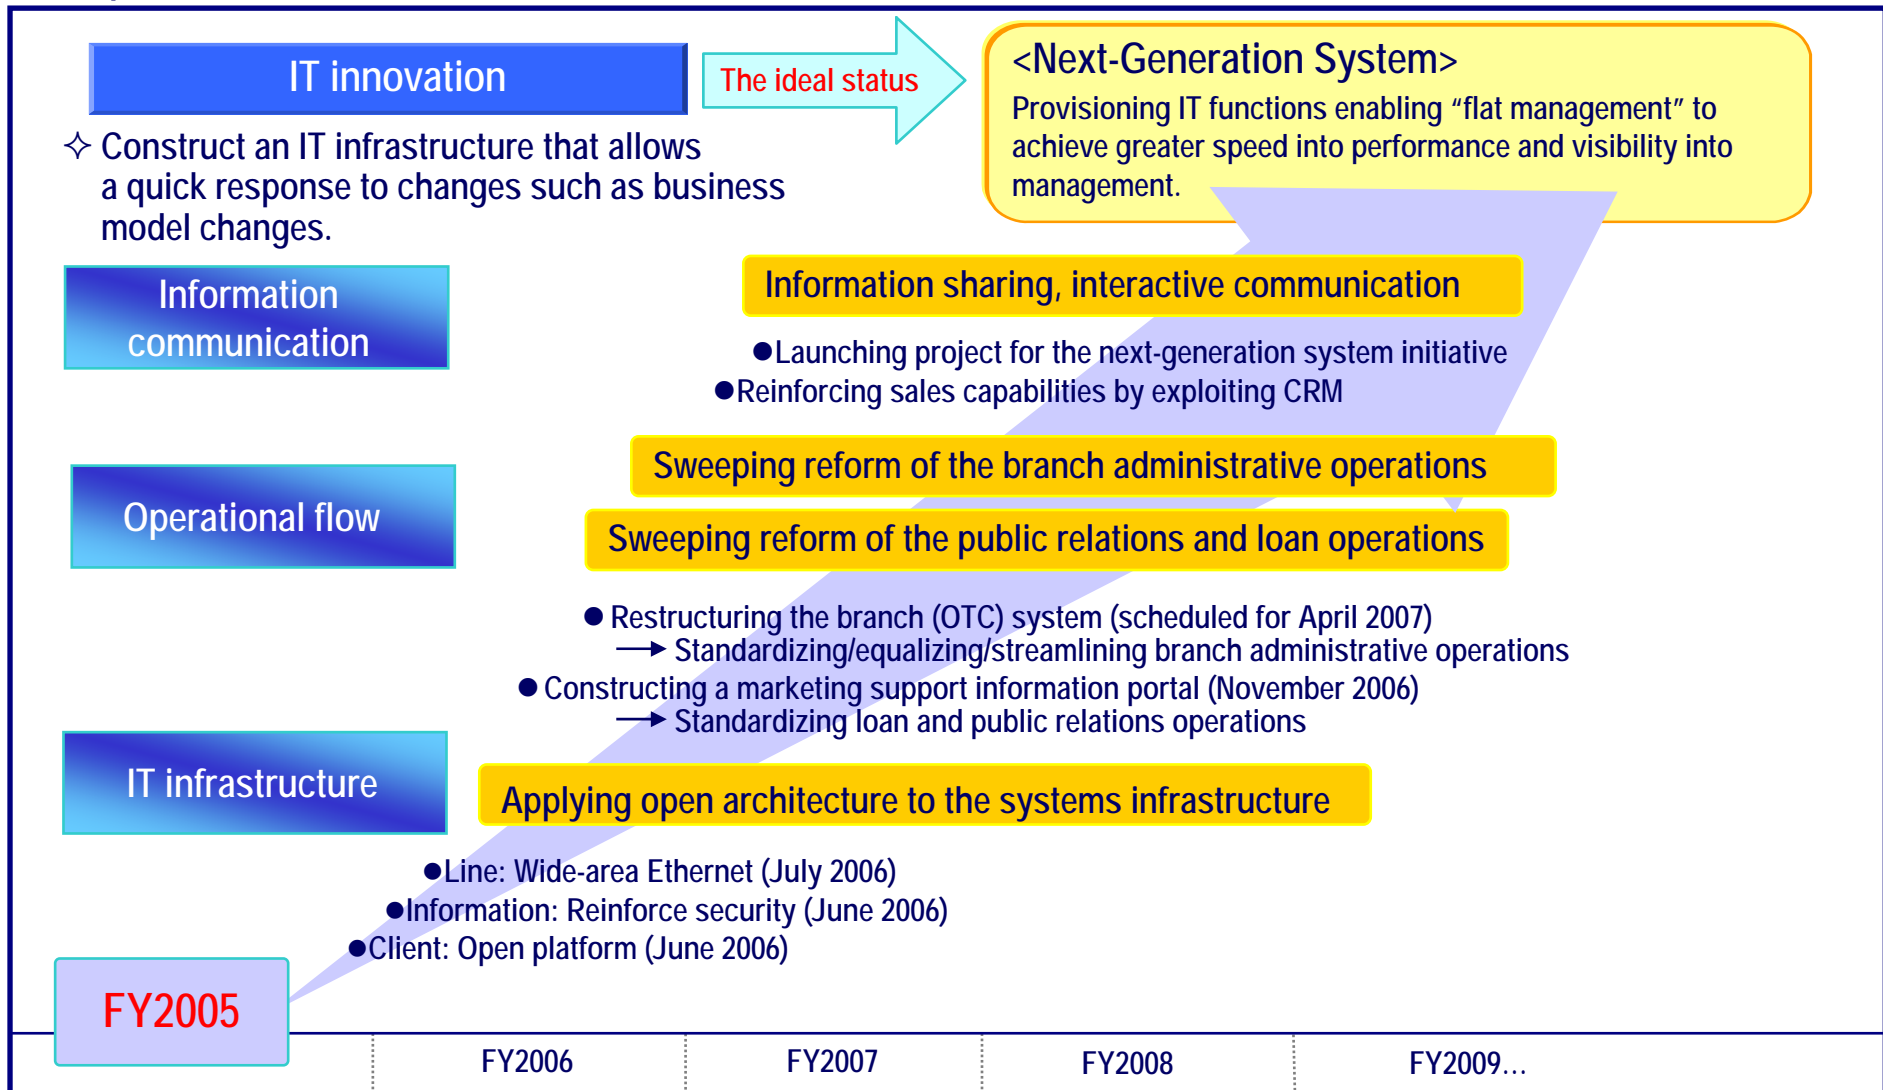 IT innovation
The ideal status
<Next-Generation System>
Provisioning IT functions enabling “flat management” to
achieve greater speed into performance and visibility into
management.
✧ Construct an IT infrastructure that allows
a quick response to changes such as business
model changes.
Information
communication
Information sharing, interactive communication
●Launching project for the next-generation system initiative
●Reinforcing sales capabilities by exploiting CRM
Operational flow
Sweeping reform of the branch administrative operations
Sweeping reform of the public relations and loan operations
● Restructuring the branch (OTC) system (scheduled for April 2007)
→ Standardizing/equalizing/streamlining branch administrative operations
● Constructing a marketing support information portal (November 2006)
→ Standardizing loan and public relations operations
IT infrastructure
Applying open architecture to the systems infrastructure
●Line: Wide-area Ethernet (July 2006)
●Information: Reinforce security (June 2006)
●Client: Open platform (June 2006)
FY2005
FY2006
FY2007
FY2008
FY2009…